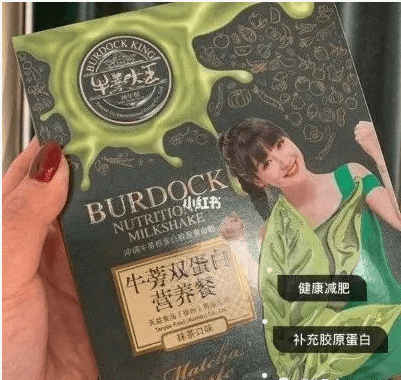 BURDOCK KING
牛蒡大王
BURDOCK
NUTRITION
MILKSHAKE
小红书
牛蒡双蛋白
营养餐
抹茶口味
Matcha
健康减肥
补充胶原蛋白